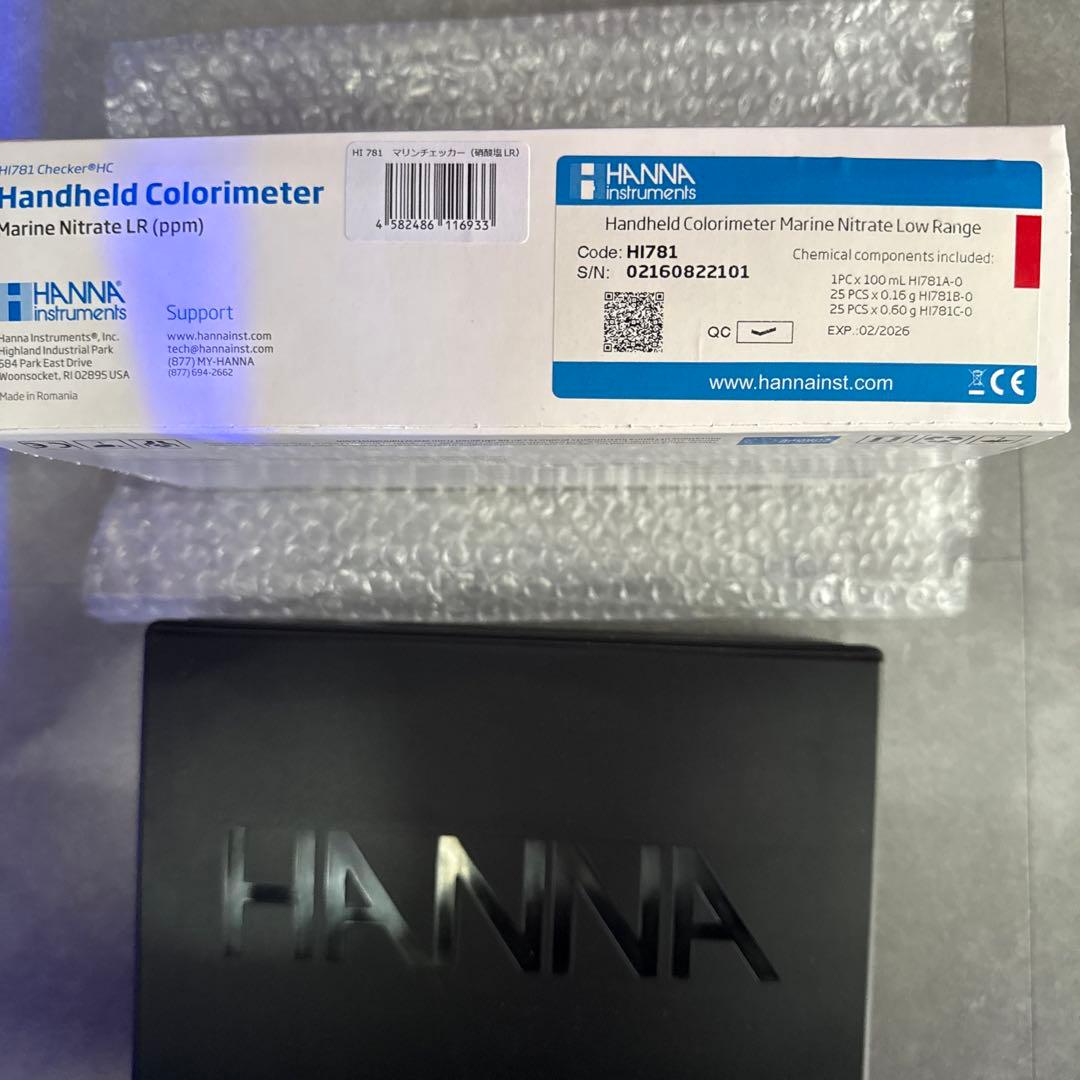 HI781 Checker®HC
Handheld Colorimeter
Marine Nitrate LR (ppm)
HANNA®
instruments
Hanna Instruments®, Inc.
Highland Industrial Park
584 Park East Drive
Woonsocket, RI 02895 USA
Made in Romania
Support
www.hannainst.com
tech@hannainst.com
(877) MY-HANNA
(877) 694-2662
HI 781 マリンチェッカー（硝酸塩 LR）
4 582486 116933
HANNA
instruments
Handheld Colorimeter Marine Nitrate Low Range
Code: HI781
S/N: 02160822101
Chemical components included:
1PC x 100 mL HI781A-0
25 PCS x 0.16 g HI781B-0
25 PCS x 0.60 g HI781C-0
EXP.:02/2026
QC
www.hannainst.com
CE
HANNA